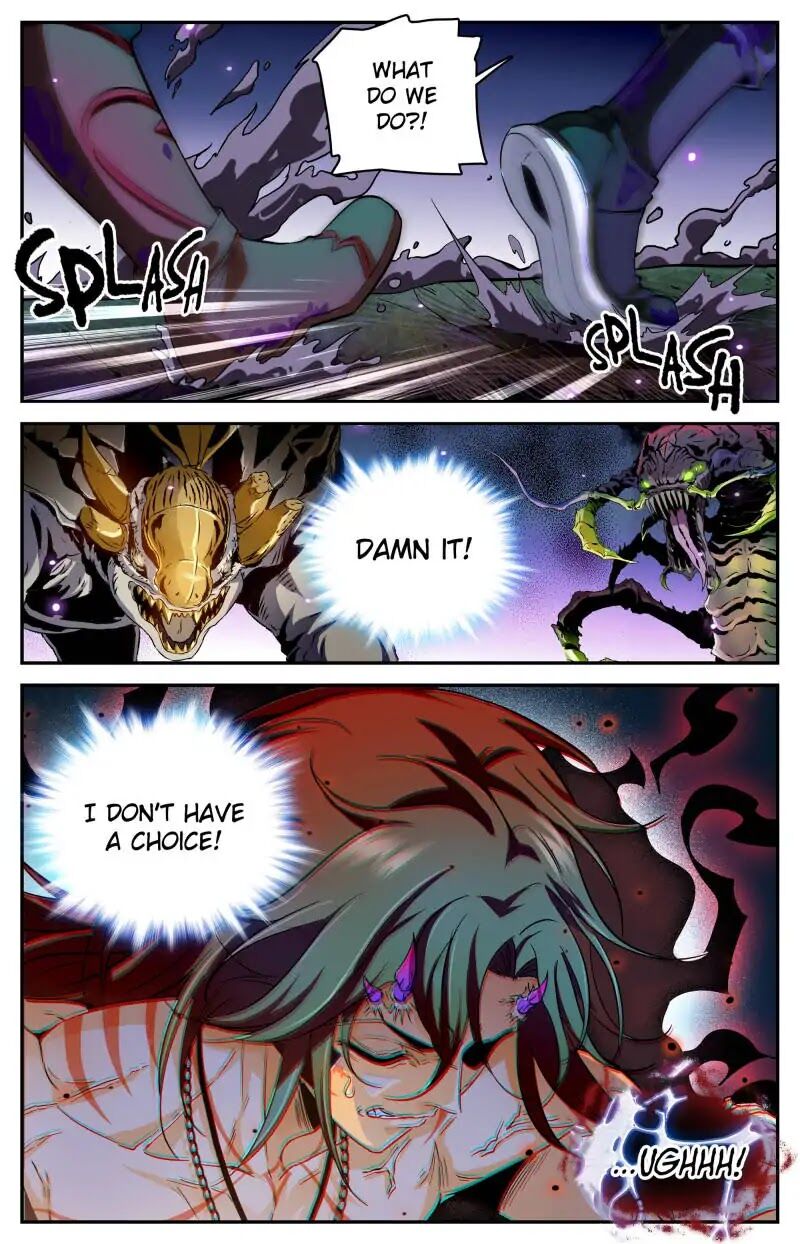 WHAT
DO WE
DO?!
SPLASH
SPLASH
DAMN IT!
I DON'T HAVE
A CHOICE!
...UGHHH!